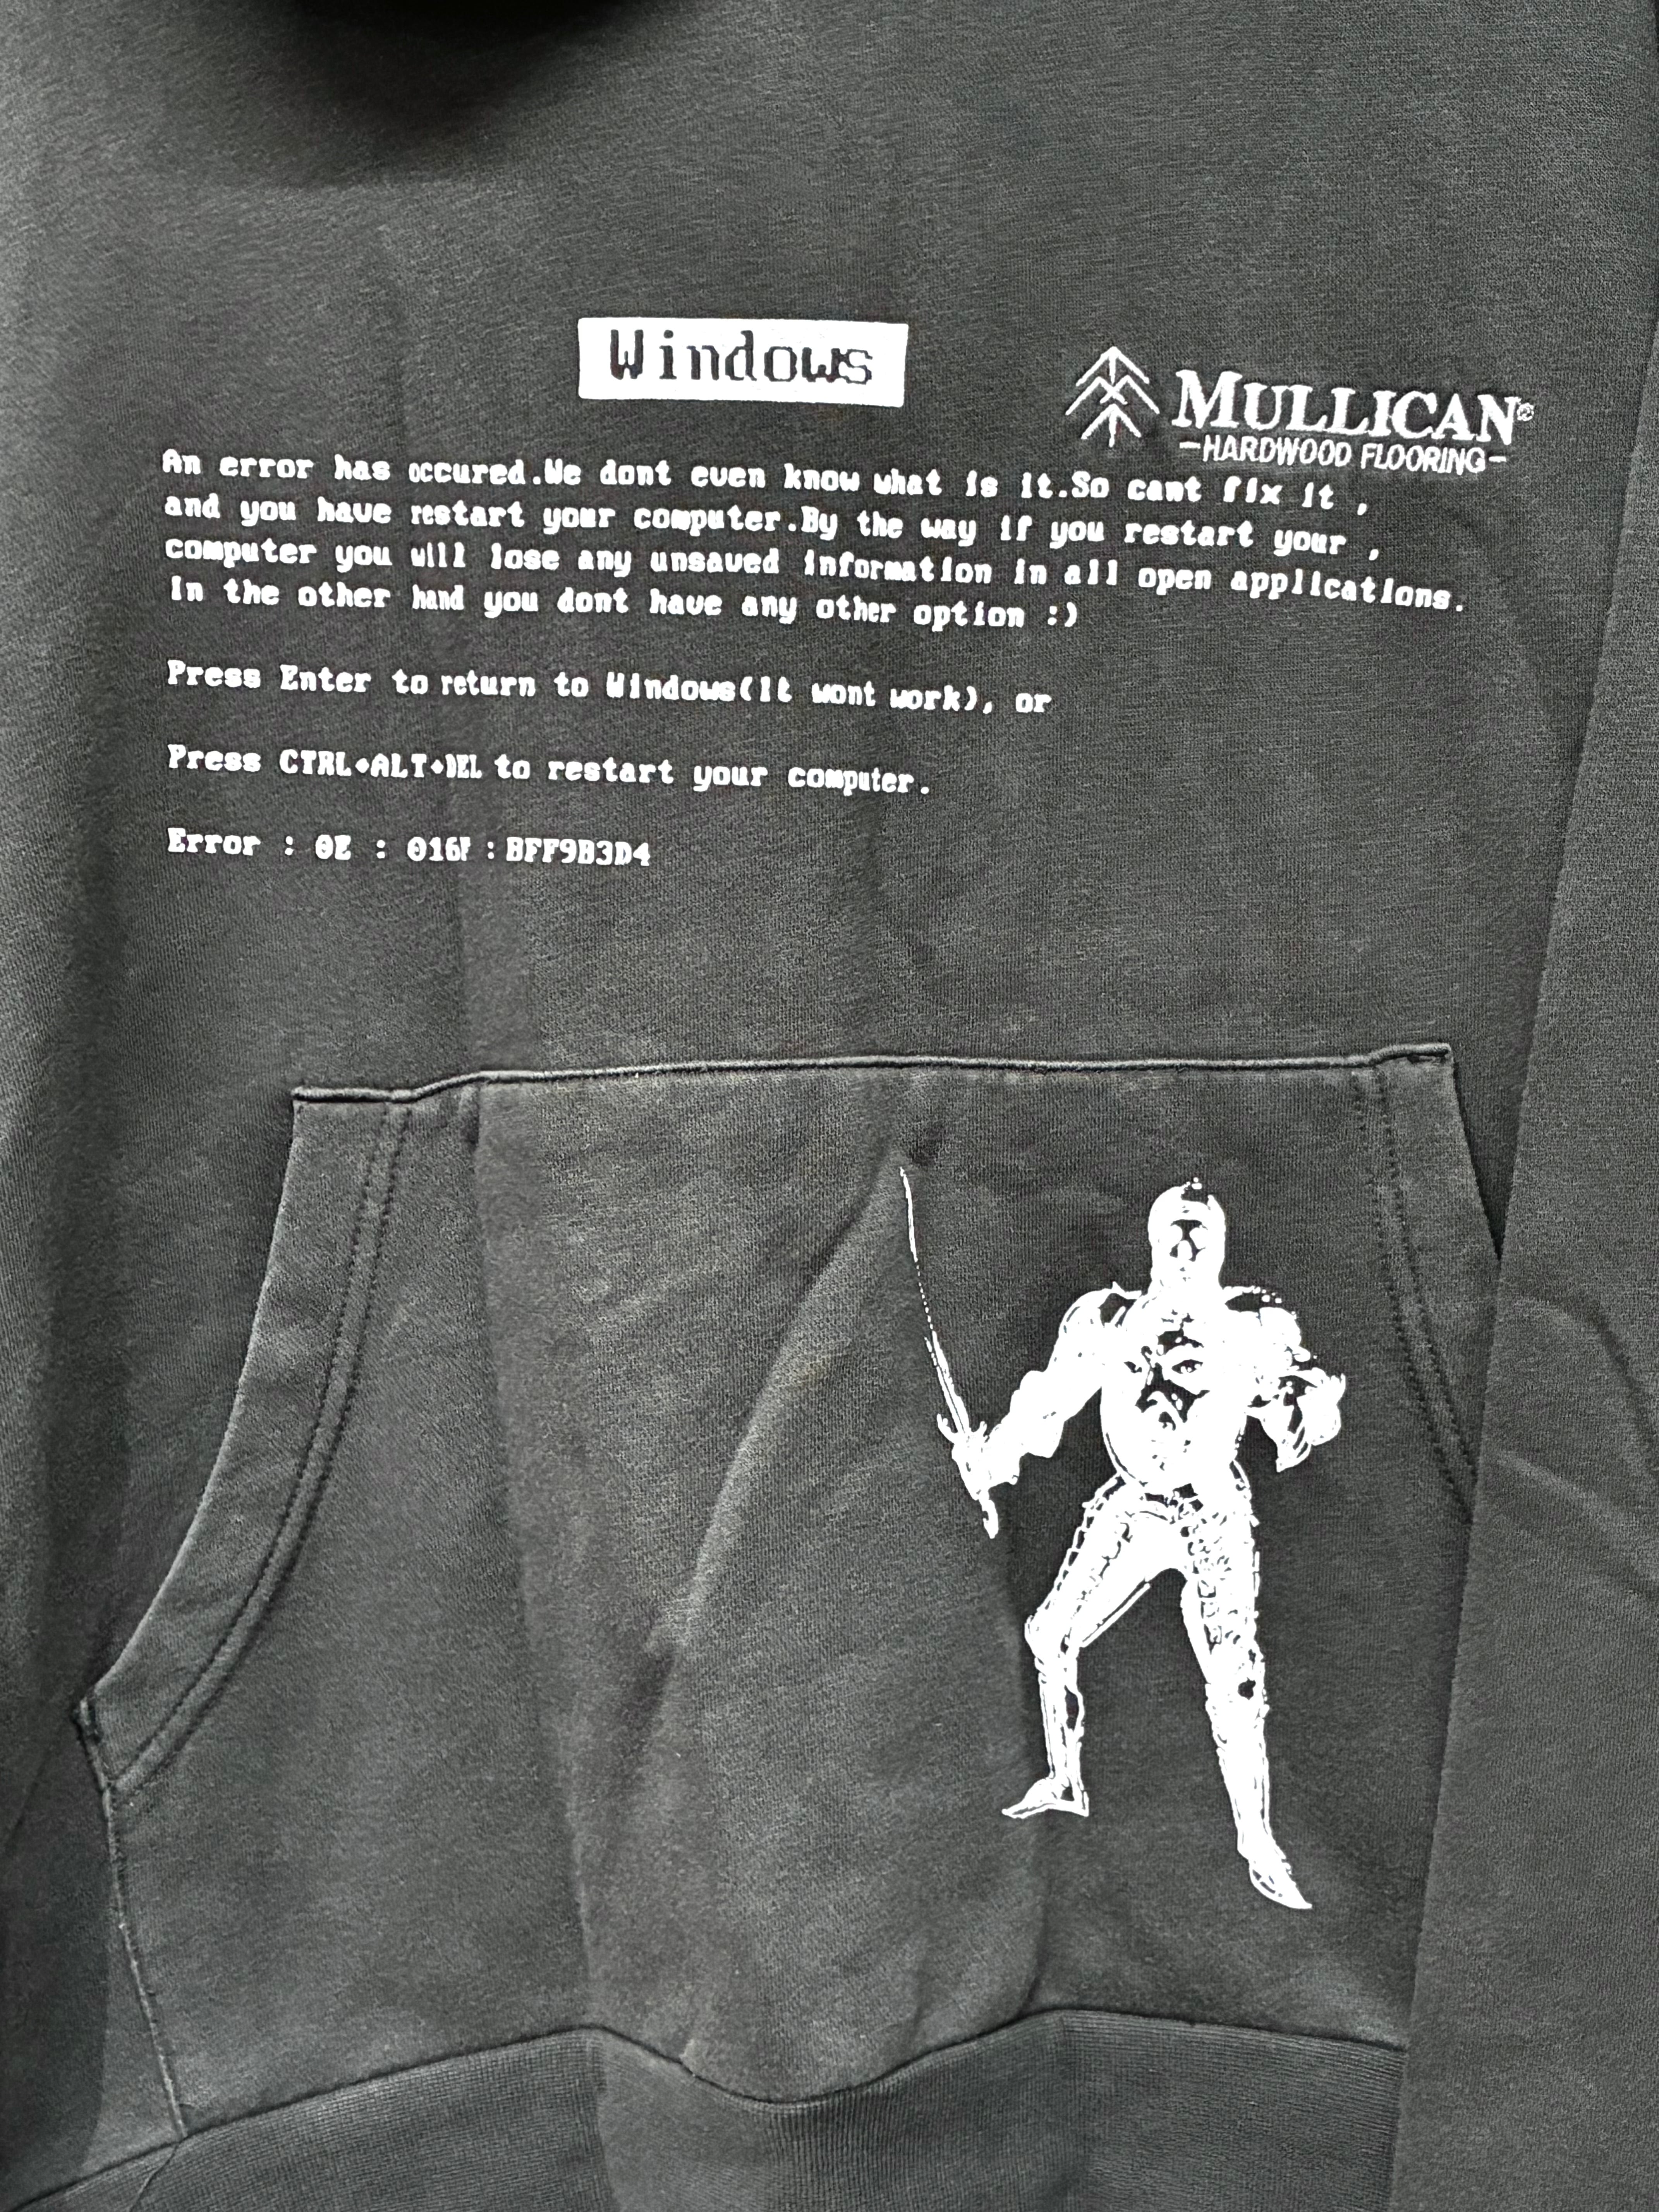 Windows
MULLICAN®
-HARDWOOD FLOORING-
An error has occured.We dont even know what is it.So cant fix it ,
and you have restart your computer.By the way if you restart your ,
computer you will lose any unsaved information in all open applications.
In the other hand you dont have any other option :)
Press Enter to return to Windows(it wont work), or
Press CTRL+ALT+DEL to restart your computer.
Error : 0E : 016F : BFF9B3D4